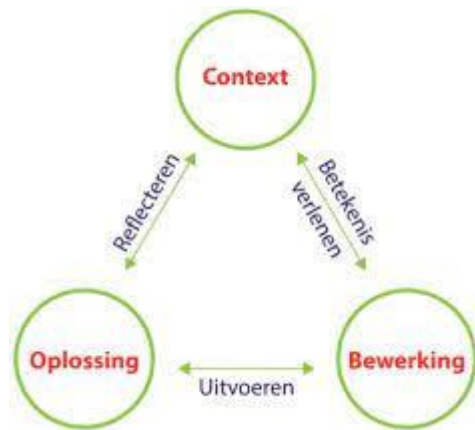 Context
Reflecteren
Betekenis
verlenen
Oplossing
Bewerking
Uitvoeren